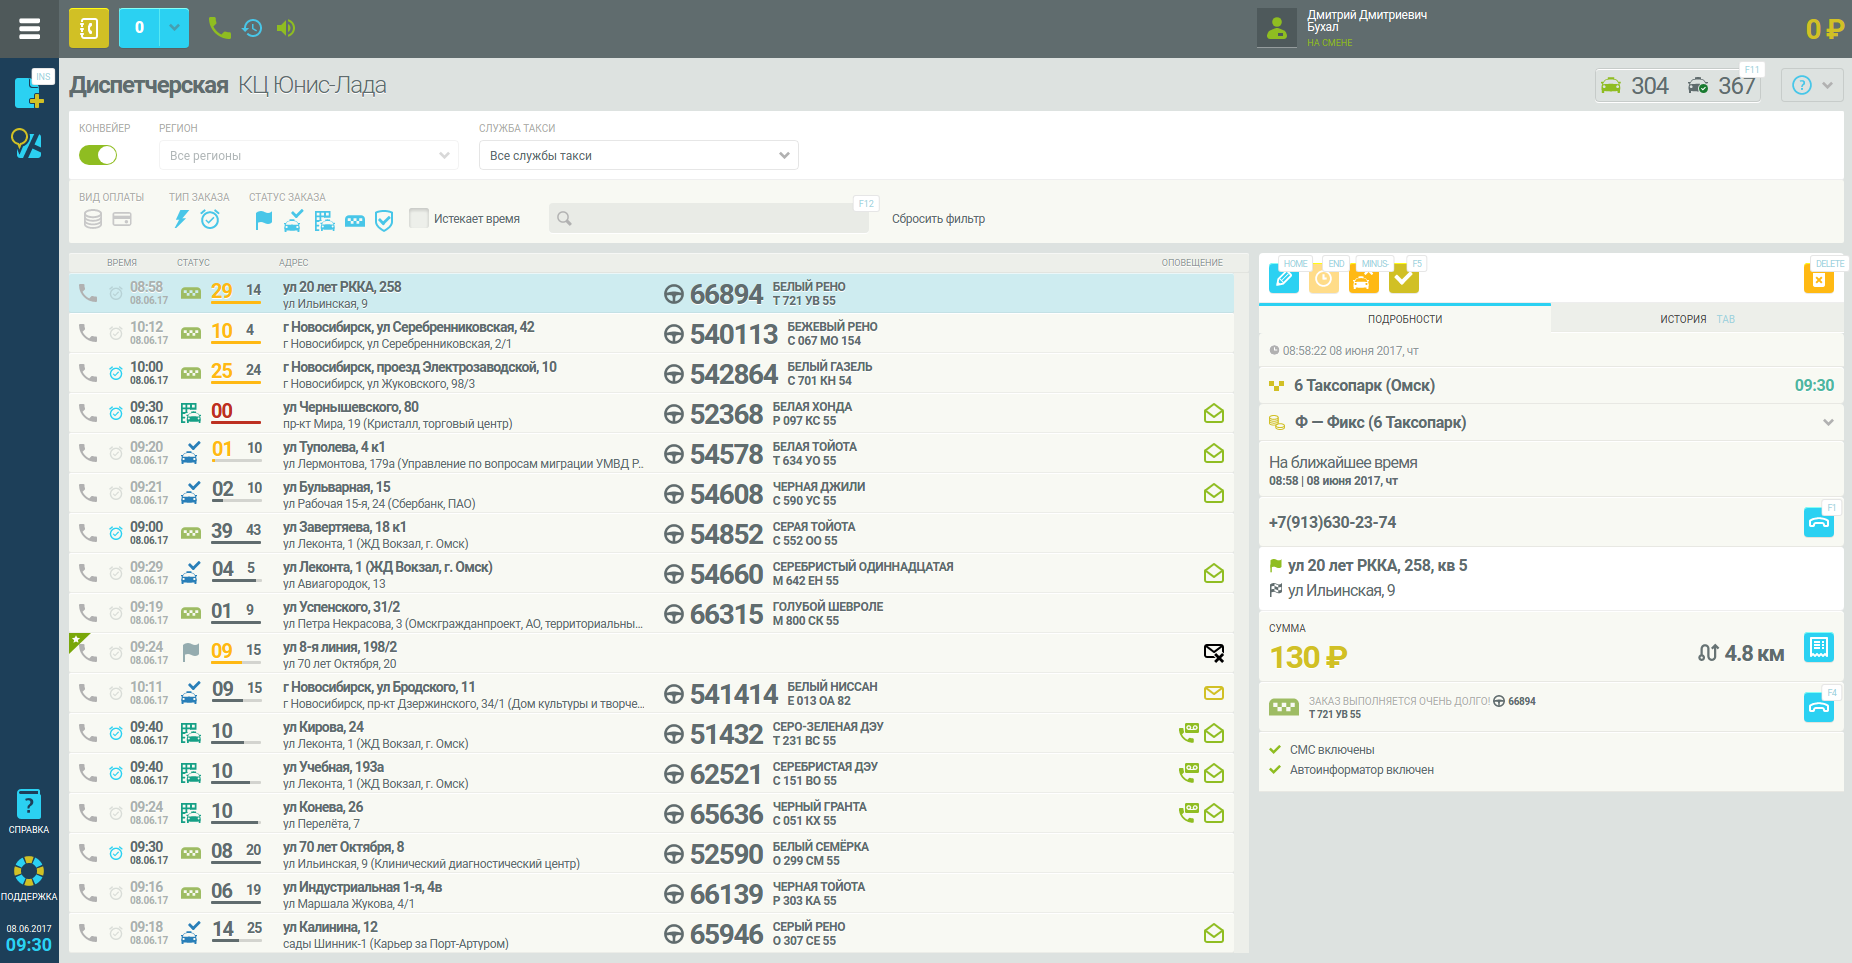 0
Дмитрий Дмитриевич
Бухал
НА СМЕНЕ
0 ₽
INS
Диспетчерская КЦ Юнис-Лада
304
367
F11
?
КОНВЕЙЕР
РЕГИОН
СЛУЖБА ТАКСИ
Все регионы
Все службы такси
ВИД ОПЛАТЫ
ТИП ЗАКАЗА
СТАТУС ЗАКАЗА
Истекает время
F12
Сбросить фильтр
ВРЕМЯ СТАТУС АДРЕС ОПОВЕЩЕНИЕ
08:58 29 14 ул 20 лет РККА, 258 66894 БЕЛЫЙ РЕНО
08.06.17 ул Ильинская, 9 Т 721 УВ 55
10:12 10 4 г Новосибирск, ул Серебренниковская, 42 540113 БЕЖЕВЫЙ РЕНО
08.06.17 г Новосибирск, ул Серебренниковская, 2/1 С 067 МО 154
10:00 25 24 г Новосибирск, проезд Электрозаводской, 10 542864 БЕЛЫЙ ГАЗЕЛЬ
08.06.17 г Новосибирск, ул Жуковского, 98/3 С 701 КН 54
09:30 00 ул Чернышевского, 80 52368 БЕЛАЯ ХОНДА
08.06.17 пр-кт Мира, 19 (Кристалл, торговый центр) Р 097 КС 55
09:20 01 10 ул Туполева, 4 к1 54578 БЕЛАЯ ТОЙОТА
08.06.17 ул Лермонтова, 179а (Управление по вопросам миграции УМВД Р... Т 634 УО 55
09:21 02 10 ул Бульварная, 15 54608 ЧЕРНАЯ ДЖИЛИ
08.06.17 ул Рабочая 15-я, 24 (Сбербанк, ПАО) С 590 УС 55
09:00 39 43 ул Завертяева, 18 к1 54852 СЕРАЯ ТОЙОТА
08.06.17 ул Леконта, 1 (ЖД Вокзал, г. Омск) С 552 ОО 55
09:29 04 5 ул Леконта, 1 (ЖД Вокзал, г. Омск) 54660 СЕРЕБРИСТЫЙ ОДИННАДЦАТАЯ
08.06.17 ул Авиагородок, 13 М 642 ЕН 55
09:19 01 9 ул Успенского, 31/2 66315 ГОЛУБОЙ ШЕВРОЛЕ
08.06.17 ул Петра Некрасова, 3 (Омскгражданпроект, АО, территориальны... М 800 СК 55
09:24 09 15 ул 8-я линия, 198/2
08.06.17 ул 70 лет Октября, 20
10:11 09 15 г Новосибирск, ул Бродского, 11 541414 БЕЛЫЙ НИССАН
08.06.17 г Новосибирск, пр-кт Дзержинского, 34/1 (Дом культуры и творче... Е 013 ОА 82
09:40 10 ул Кирова, 24 51432 СЕРО-ЗЕЛЕНАЯ ДЭУ
08.06.17 ул Леконта, 1 (ЖД Вокзал, г. Омск) Т 231 ВС 55
09:40 10 ул Учебная, 193а 62521 СЕРЕБРИСТАЯ ДЭУ
08.06.17 ул Леконта, 1 (ЖД Вокзал, г. Омск) С 151 ВО 55
09:24 10 ул Конева, 26 65636 ЧЕРНЫЙ ГРАНТА
08.06.17 ул Перелёта, 7 С 051 КХ 55
09:30 08 20 ул 70 лет Октября, 8 52590 БЕЛЫЙ СЕМЁРКА
08.06.17 ул Ильинская, 9 (Клинический диагностический центр) О 299 СМ 55
09:16 06 19 ул Индустриальная 1-я, 4в 66139 ЧЕРНАЯ ТОЙОТА
08.06.17 ул Маршала Жукова, 4/1 Р 303 КА 55
09:18 14 25 ул Калинина, 12 65946 СЕРЫЙ РЕНО
08.06.17 сады Шинник-1 (Карьер за Порт-Артуром) О 307 СЕ 55
HOME END MINUS F5 DELETE
ПОДРОБНОСТИ ИСТОРИЯ TAB
08:58:22 08 июня 2017, чт
6 Таксопарк (Омск) 09:30
Ф — Фикс (6 Таксопарк)
На ближайшее время
08:58 | 08 июня 2017, чт
+7(913)630-23-74 F1
ул 20 лет РККА, 258, кв 5
ул Ильинская, 9
СУММА
130 ₽ 4.8 км
ЗАКАЗ ВЫПОЛНЯЕТСЯ ОЧЕНЬ ДОЛГО! 66894 F4
Т 721 УВ 55
СМС включены
Автоинформатор включен
?
СПРАВКА
ПОДДЕРЖКА
08.06.2017
09:30